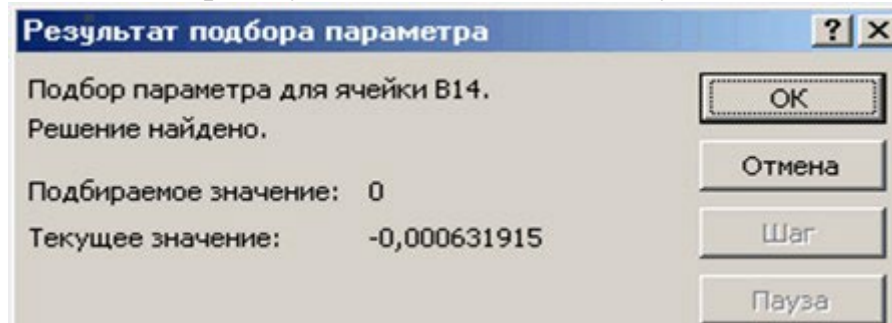 Результат подбора параметра ? ×
Подбор параметра для ячейки B14.
Решение найдено.
Подбираемое значение: 0
Текущее значение: -0,000631915
OK
Отмена
Шаг
Пауза